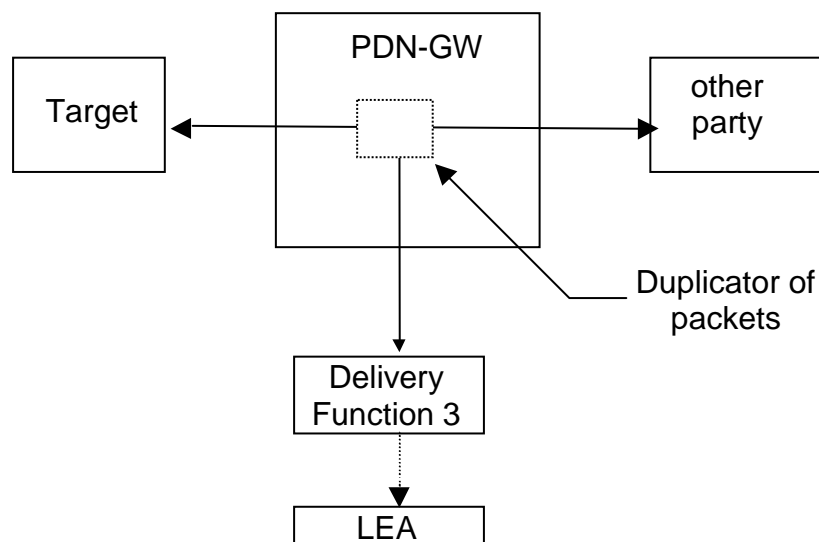 PDN-GW
Target
other
party
Duplicator of
packets
Delivery
Function 3
LEA